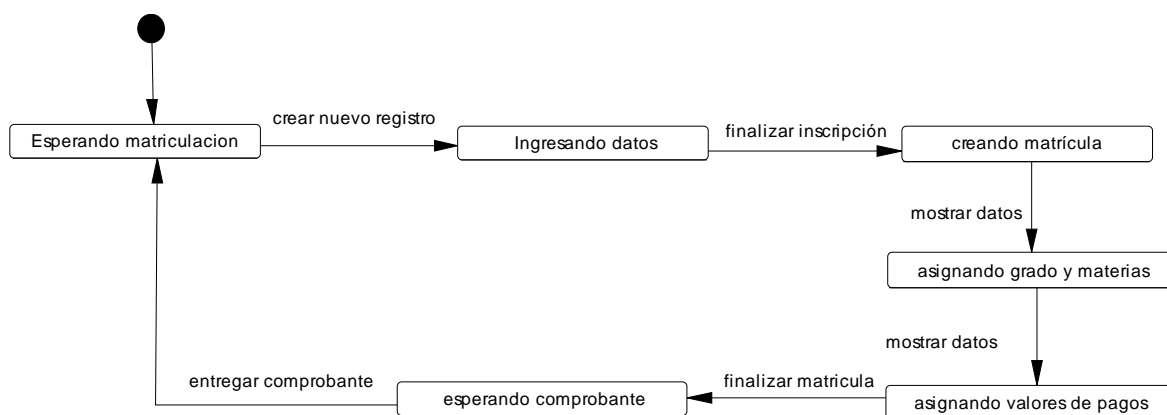 crear nuevo registro
Esperando matriculacion
Ingresando datos
finalizar inscripción
creando matrícula
mostrar datos
asignando grado y materias
mostrar datos
asignando valores de pagos
finalizar matricula
esperando comprobante
entregar comprobante